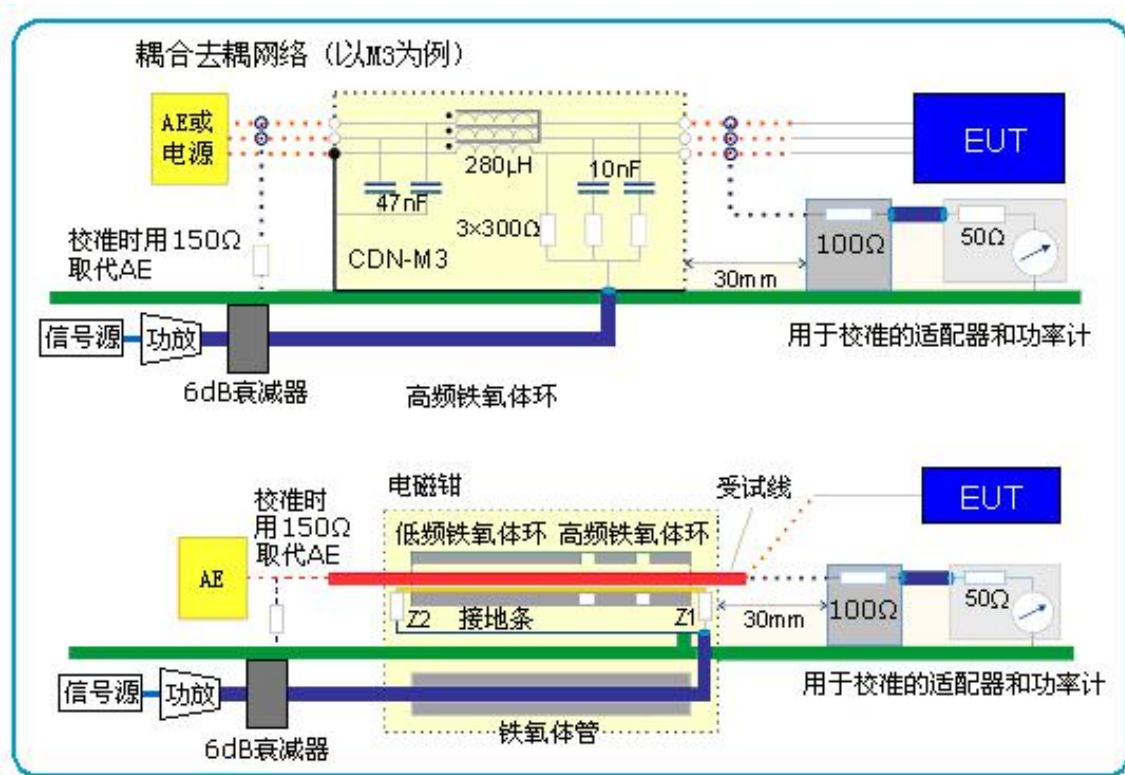 耦合去耦网络（以M3为例）
AE或
电源
280μH
47nF
10nF
3×300Ω
CDN-M3
EUT
100Ω
50Ω
30mm
校准时用150Ω
取代AE
信号源
功放
6dB衰减器
用于校准的适配器和功率计
高频铁氧体环
电磁钳
受试线
EUT
校准时
用150Ω
取代AE
AE
低频铁氧体环
高频铁氧体环
Z2
接地条
Z1
30mm
100Ω
50Ω
信号源
功放
6dB衰减器
铁氧体管
用于校准的适配器和功率计